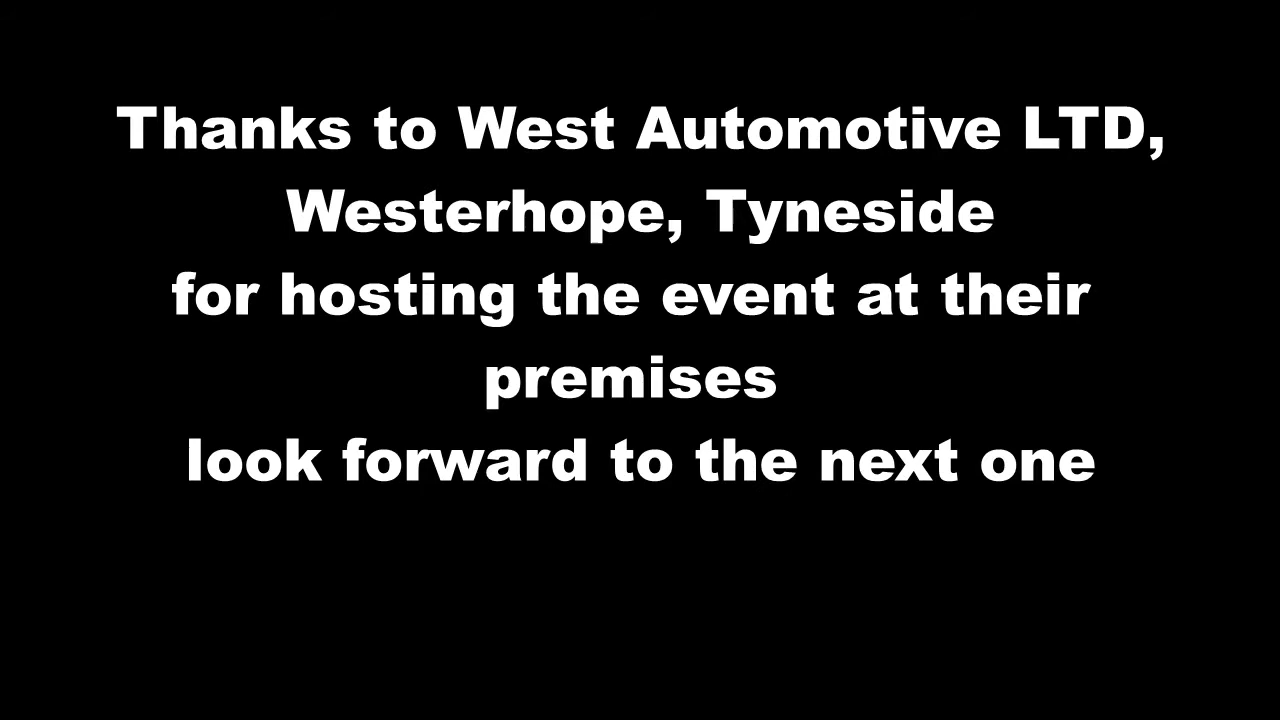 Thanks to West Automotive LTD,
Westerhope, Tyneside
for hosting the event at their
premises
look forward to the next one